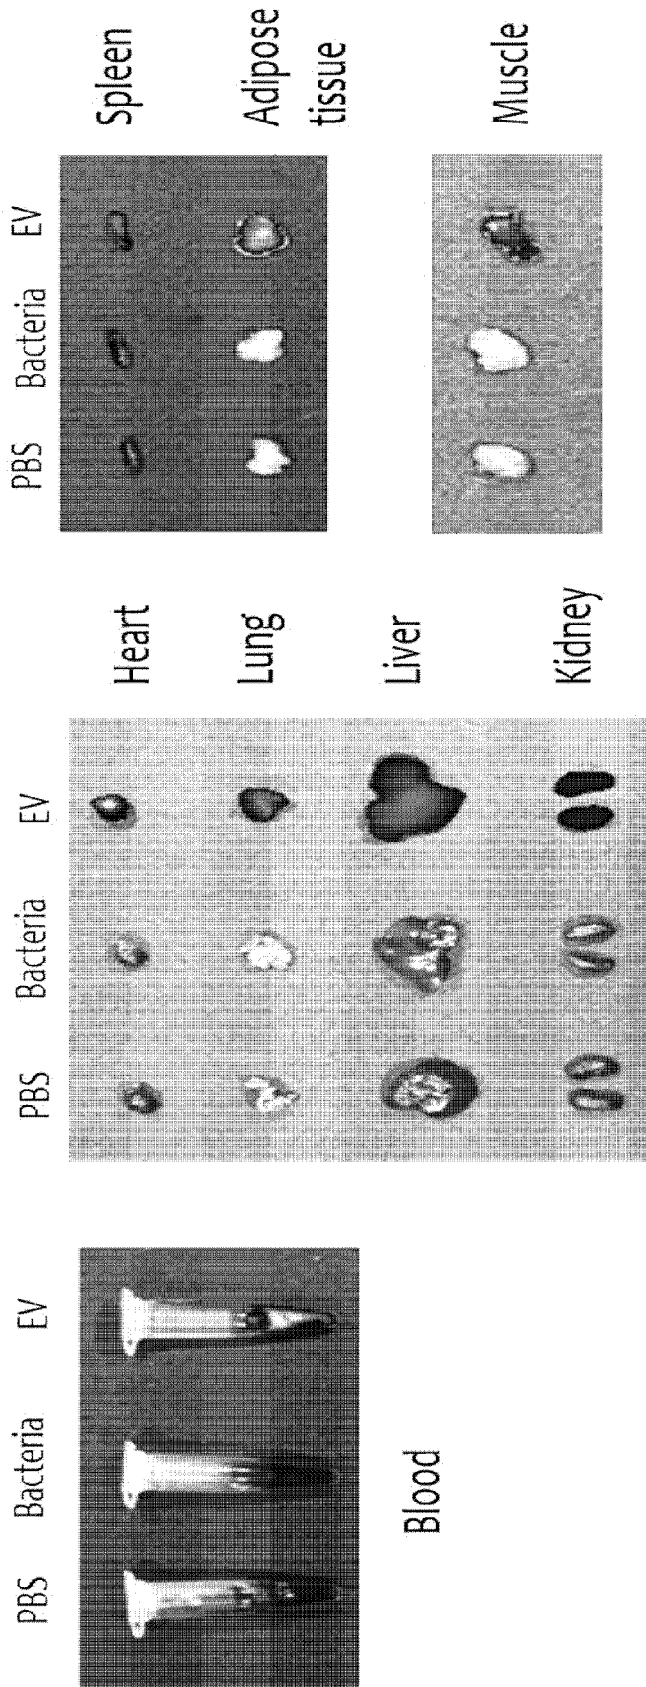 PBS Bacteria EV
Blood
PBS Bacteria EV
Heart
Lung
Liver
Kidney
PBS Bacteria EV
Spleen
Adipose
tissue
Muscle